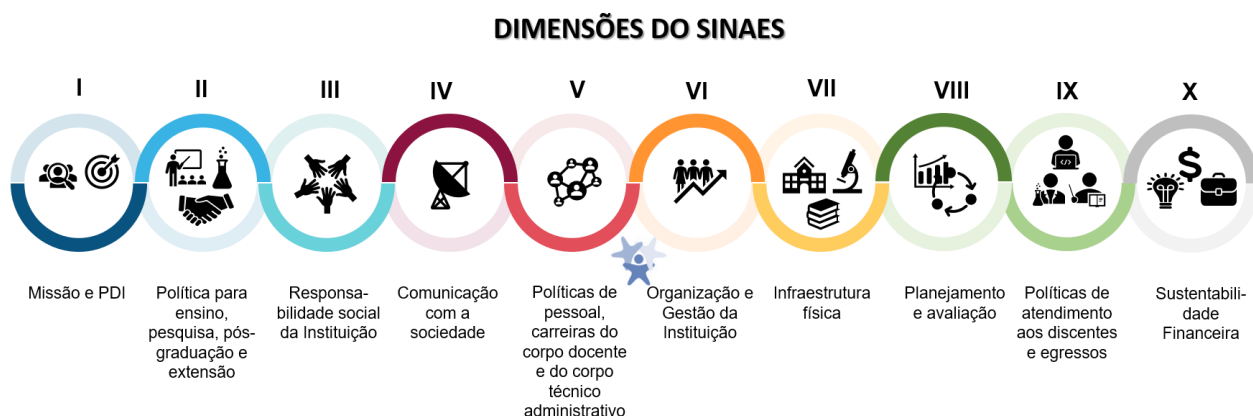 DIMENSÕES DO SINAES
I
II
III
IV
V
VI
VII
VIII
IX
X
Missão e PDI
Política para
ensino,
pesquisa, pós-
graduação e
extensão
Responsa-
bilidade social
da Instituição
Comunicação
com a
sociedade
Políticas de
pessoal,
carreiras do
corpo docente
e do corpo
técnico
administrativo
Organização e
Gestão da
Instituição
Infraestrutura
física
Planejamento
e avaliação
Políticas de
atendimento
aos discentes
e egressos
Sustentabili-
dade
Financeira